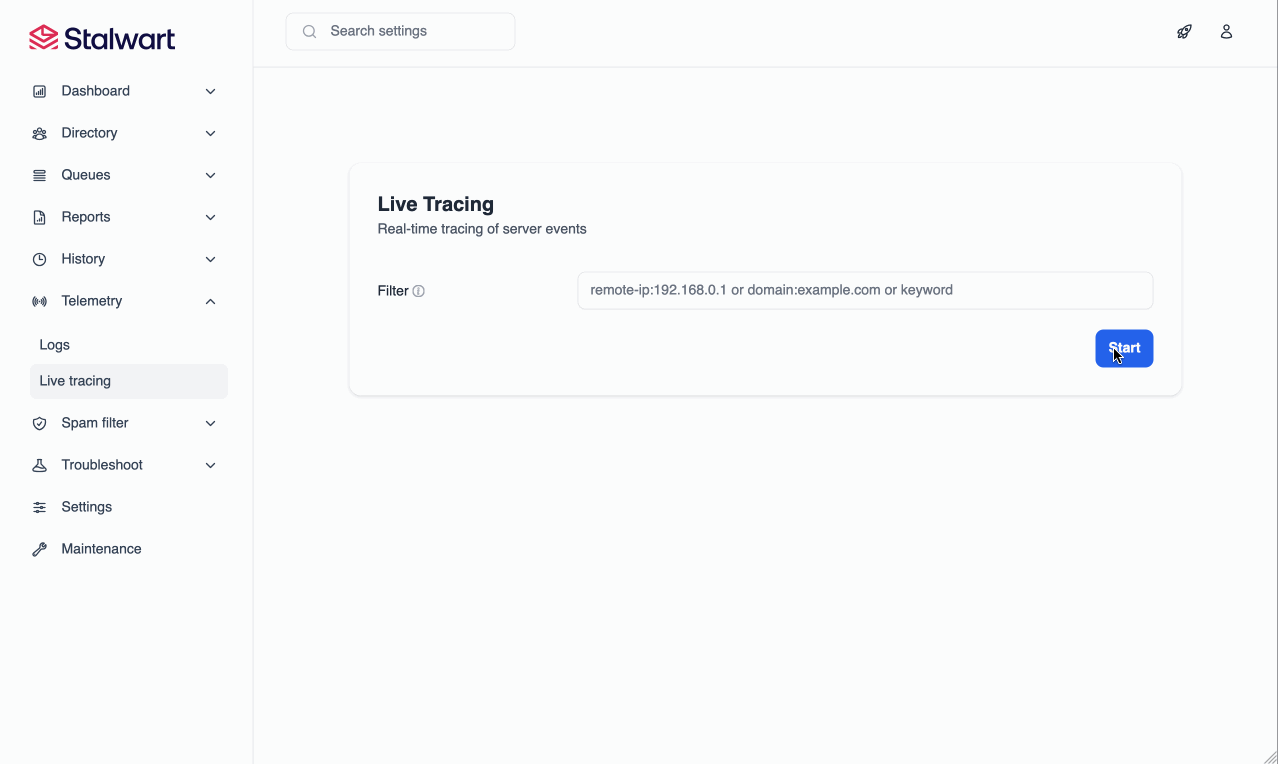 Stalwart
Search settings
Dashboard
Directory
Queues
Reports
History
Telemetry
Logs
Live tracing
Spam filter
Troubleshoot
Settings
Maintenance
Live Tracing
Real-time tracing of server events
Filter
remote-ip:192.168.0.1 or domain:example.com or keyword
Start